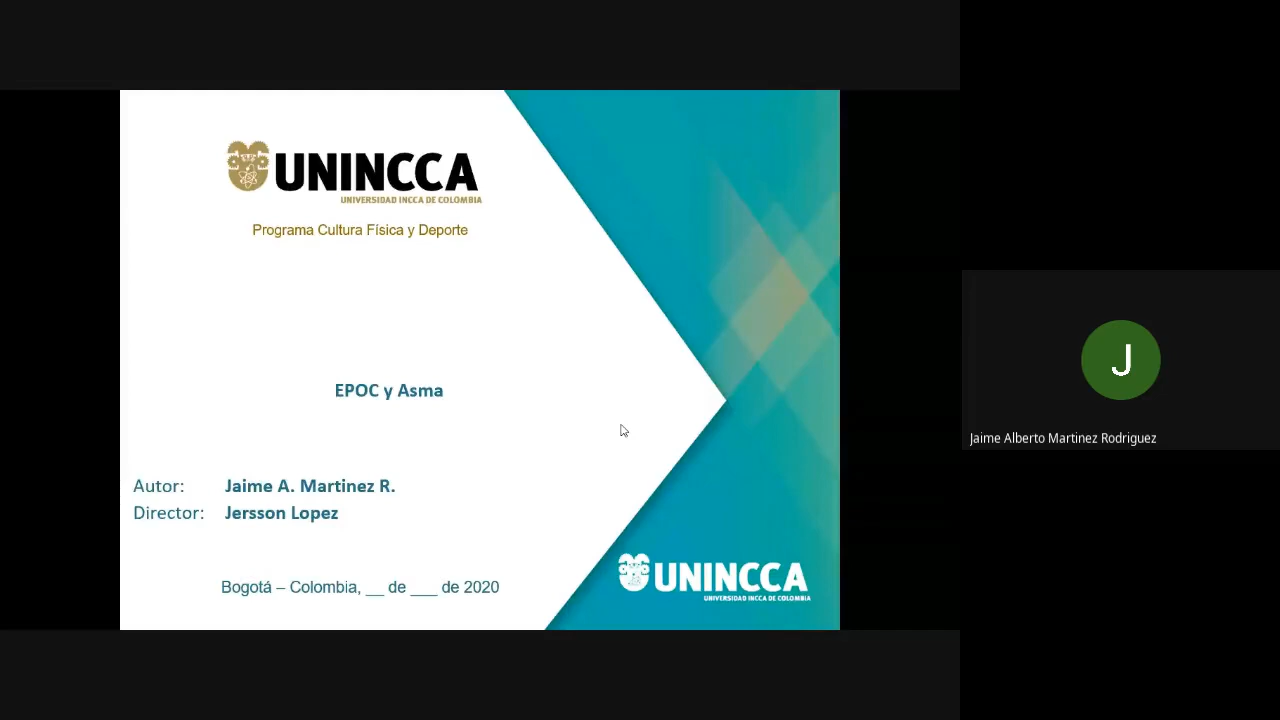 UNINCCA
UNIVERSIDAD INCCA DE COLOMBIA
Programa Cultura Física y Deporte
EPOC y Asma
Autor: Jaime A. Martinez R.
Director: Jersson Lopez
Bogotá – Colombia, __ de ___ de 2020
UNINCCA
UNIVERSIDAD INCCA DE COLOMBIA
J
Jaime Alberto Martinez Rodriguez